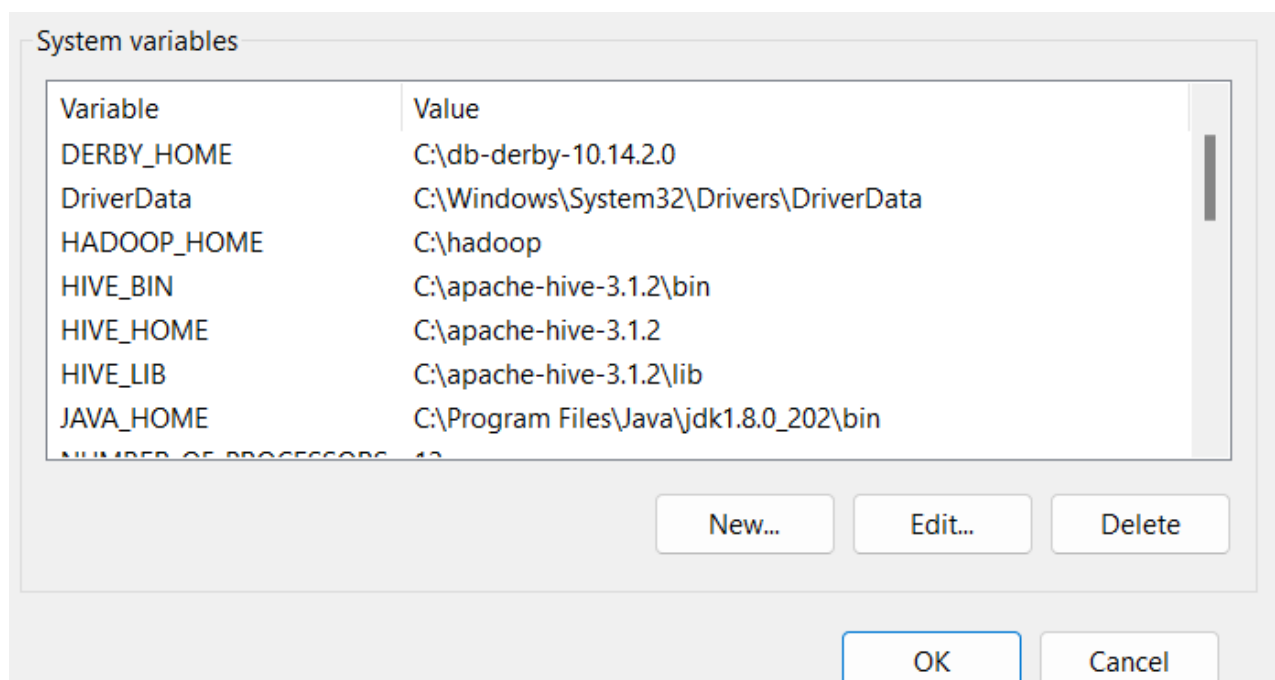 System variables
Variable Value
DERBY_HOME C:\db-derby-10.14.2.0
DriverData C:\Windows\System32\Drivers\DriverData
HADOOP_HOME C:\hadoop
HIVE_BIN C:\apache-hive-3.1.2\bin
HIVE_HOME C:\apache-hive-3.1.2
HIVE_LIB C:\apache-hive-3.1.2\lib
JAVA_HOME C:\Program Files\Java\jdk1.8.0_202\bin
NUMBER_OF_PROCESSORS 12
New... Edit... Delete
OK Cancel